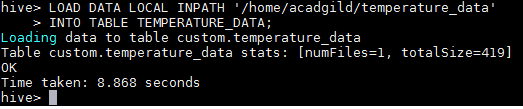 hive> LOAD DATA LOCAL INPATH '/home/acadgild/temperature_data'
    > INTO TABLE TEMPERATURE_DATA;
Loading data to table custom.temperature_data
Table custom.temperature_data stats: [numFiles=1, totalSize=419]
OK
Time taken: 8.868 seconds
hive>